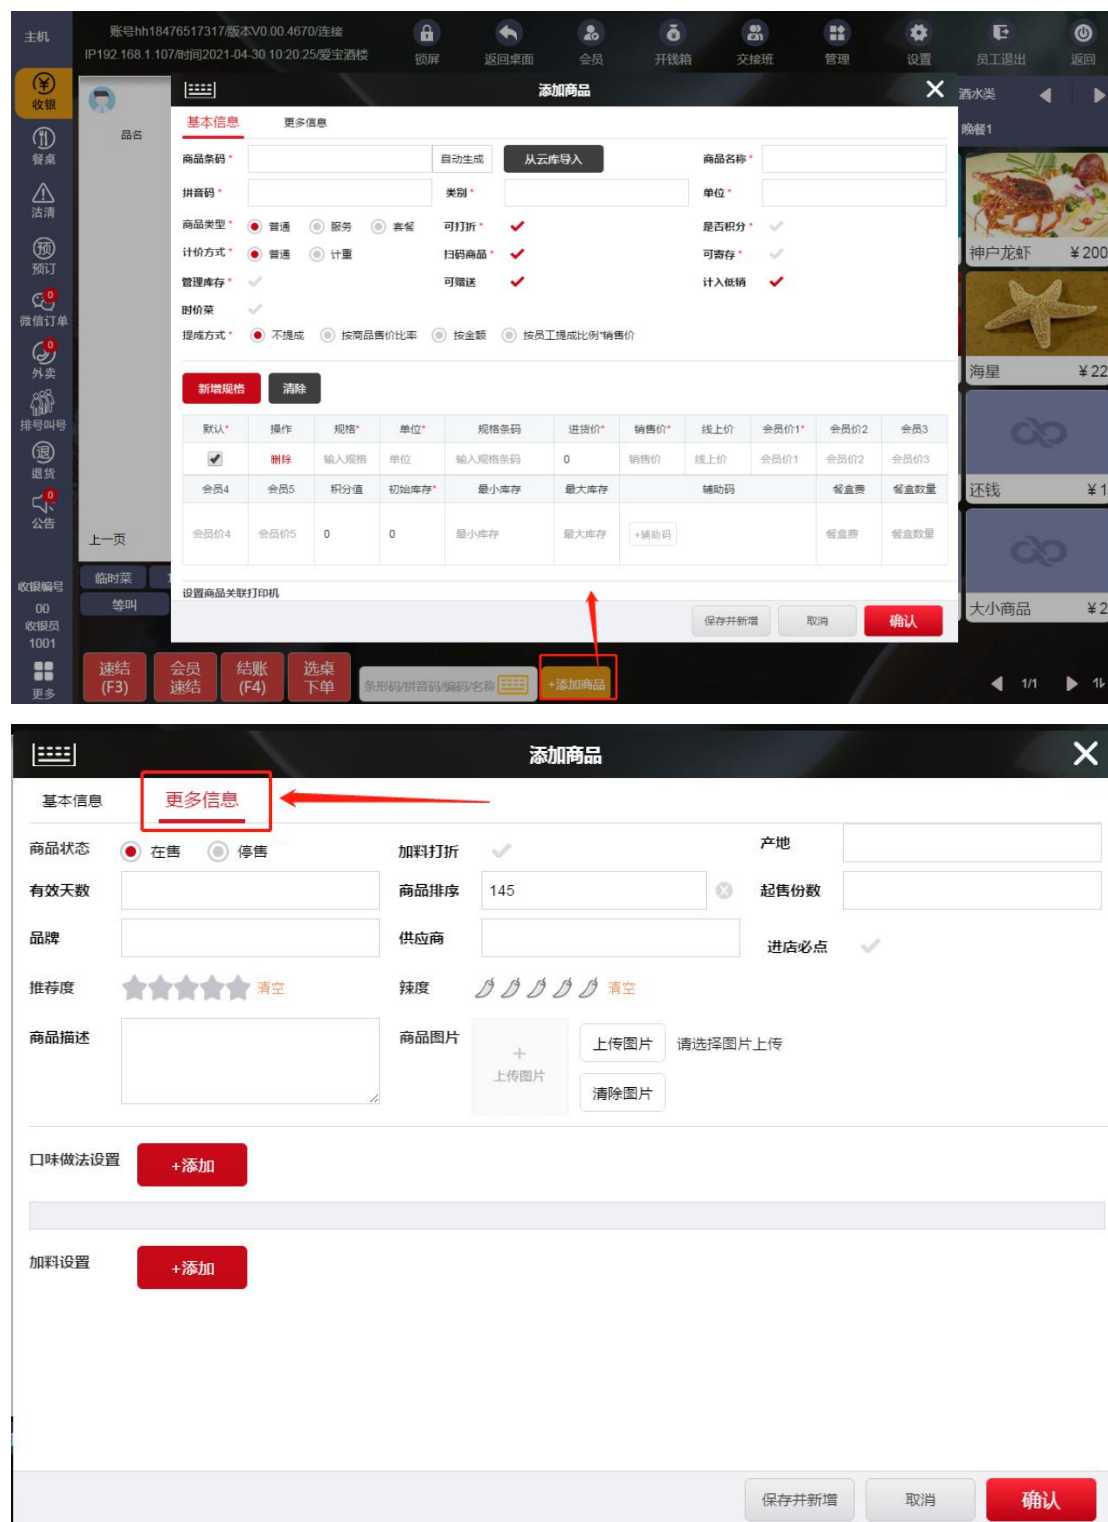 主机
账号hh18476517317/版本V0.00.4670/连接
IP192.168.1.107/时间2021-04-30 10:20:25/爱宝酒楼
锁屏 返回桌面 会员 开钱箱 交接班 管理 设置 员工退出 返回
收银
餐桌
沽清
预订
微信订单 0
外卖 0
排号叫号
退货
公告 0
收银编号
00
收银员
1001
更多
品名
上一页
临时菜
等叫
添加商品
基本信息 更多信息
商品条码* 自动生成 从云库导入 商品名称*
拼音码* 类别* 单位*
商品类型* 普通 服务 套餐 可打折* 是否积分*
计价方式* 普通 计重 扫码商品* 可寄存*
管理库存* 可赠送 计入低销
时价菜
提成方式* 不提成 按商品售价比率 按金额 按员工提成比例*销售价
新增规格 清除
默认* 操作 规格* 单位* 规格条码 进货价* 销售价* 线上价 会员价1* 会员价2 会员3
删除 输入规格 单位 输入规格条码 0 销售价 线上价 会员价1 会员价2 会员价3
会员4 会员5 积分值 初始库存* 最小库存 最大库存 辅助码 餐盒费 餐盒数量
会员价4 会员价5 0 0 最小库存 最大库存 +辅助码 餐盒费 餐盒数量
设置商品关联打印机
保存并新增 取消 确认
酒水类
晚餐1
神户龙虾 ¥200
海星 ¥22
还钱 ¥1
大小商品 ¥2
速结
(F3)
会员
速结
结账
(F4)
选桌
下单
条形码/拼音码/编码/名称 +添加商品
1/1
添加商品
基本信息 更多信息
商品状态 在售 停售 加料打折 产地
有效天数 商品排序 145 起售份数
品牌 供应商 进店必点
推荐度 清空 辣度 清空
商品描述 商品图片 +
上传图片
上传图片 请选择图片上传
清除图片
口味做法设置 +添加
加料设置 +添加
保存并新增 取消 确认